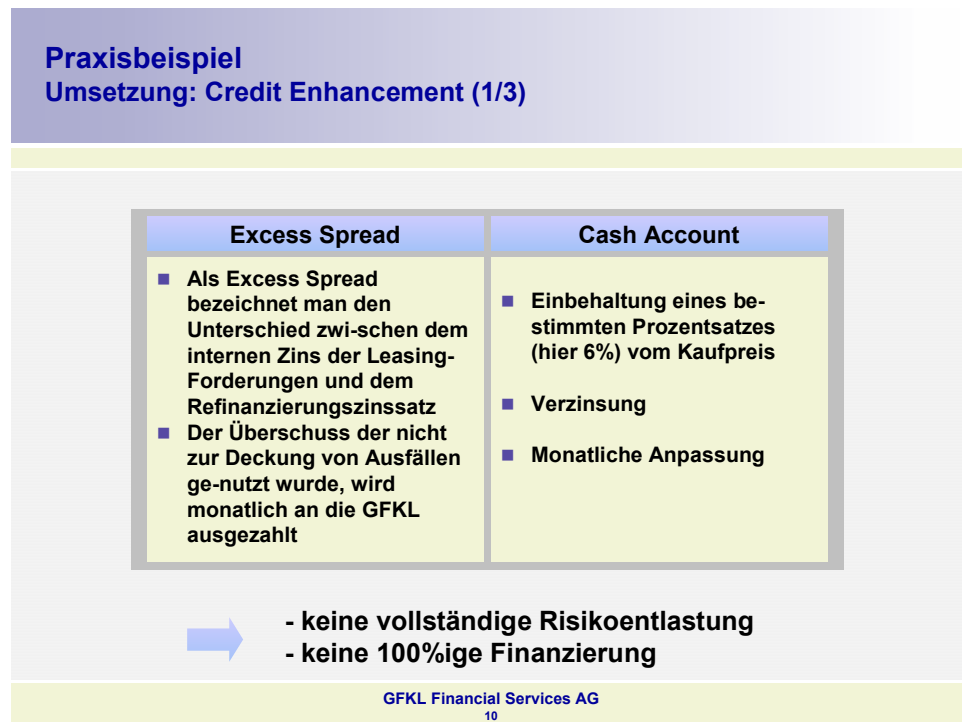 Praxisbeispiel
Umsetzung: Credit Enhancement (1/3)
Excess Spread
■ Als Excess Spread
bezeichnet man den
Unterschied zwi-schen dem
internen Zins der Leasing-
Forderungen und dem
Refinanzierungszinssatz
■ Der Überschuss der nicht
zur Deckung von Ausfällen
ge-nutzt wurde, wird
monatlich an die GFKL
ausgezahlt
Cash Account
■ Einbehaltung eines be-
stimmten Prozentsatzes
(hier 6%) vom Kaufpreis
■ Verzinsung
■ Monatliche Anpassung
- keine vollständige Risikoentlastung
- keine 100%ige Finanzierung
GFKL Financial Services AG
10